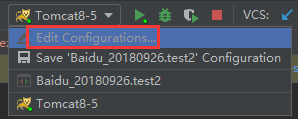 Tomcat8-5 VCS:
Edit Configurations...
Save 'Baidu_20180926.test2' Configuration
Baidu_20180926.test2
Tomcat8-5